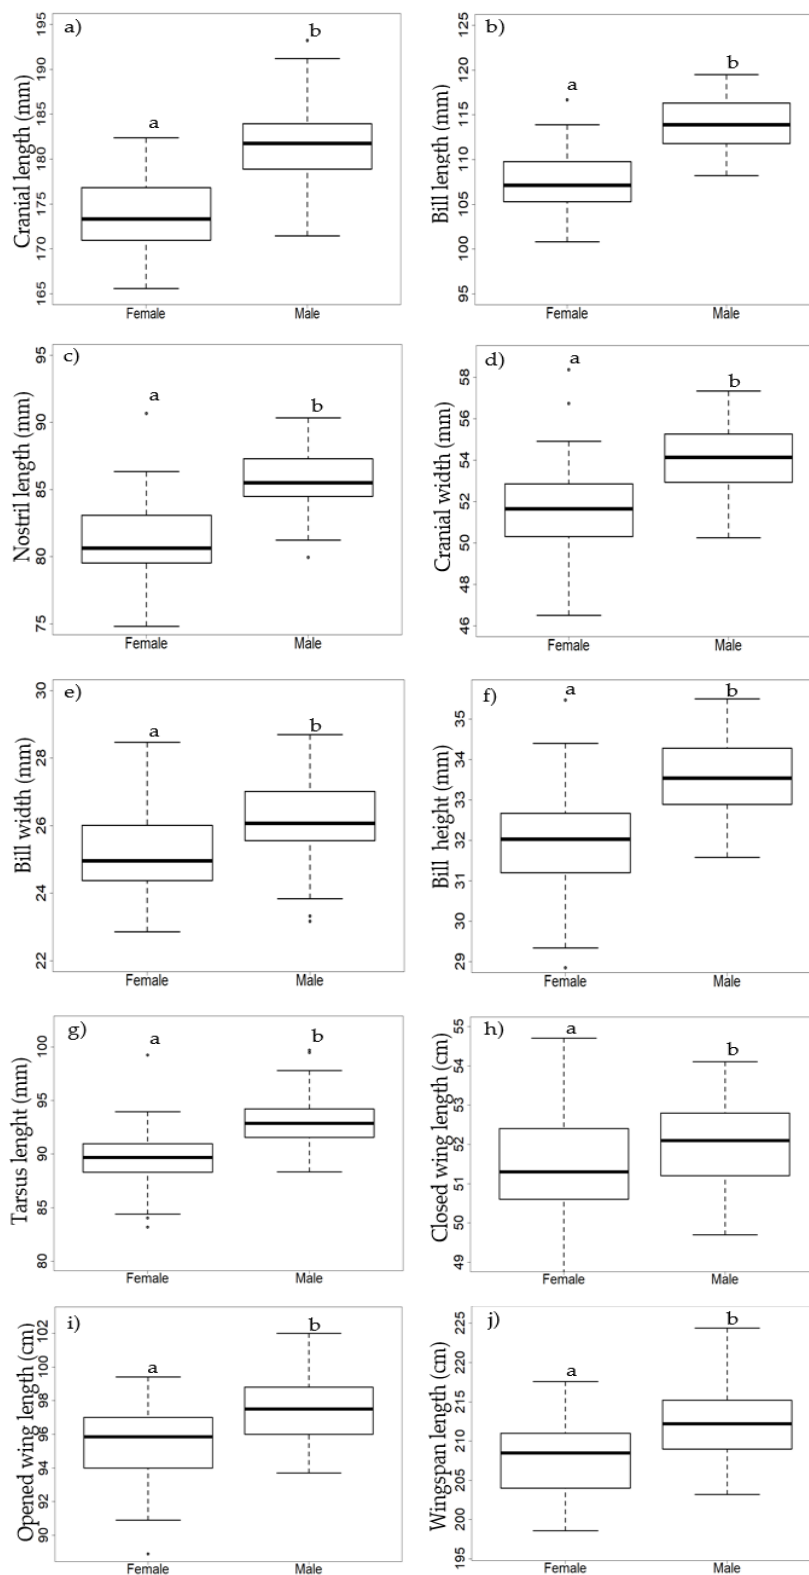 a)
Cranial length (mm)
165 170 175 180 185 190 195
a
b
Female Male
b)
Bill length (mm)
95 100 105 110 115 120 125
a
b
Female Male
c)
Nostril length (mm)
75 80 85 90 95
a
b
Female Male
d)
Cranial width (mm)
46 48 50 52 54 56 58
a
b
Female Male
e)
Bill width (mm)
22 24 26 28 30
a
b
Female Male
f)
Bill height (mm)
29 30 31 32 33 34 35
a
b
Female Male
g)
Tarsus lenght (mm)
80 85 90 95 100
a
b
Female Male
h)
Closed wing length (cm)
49 50 51 52 53 54 55
a
b
Female Male
i)
Opened wing length (cm)
90 92 94 96 98 100 102
a
b
Female Male
j)
Wingspan length (cm)
195 200 205 210 215 220 225
a
b
Female Male